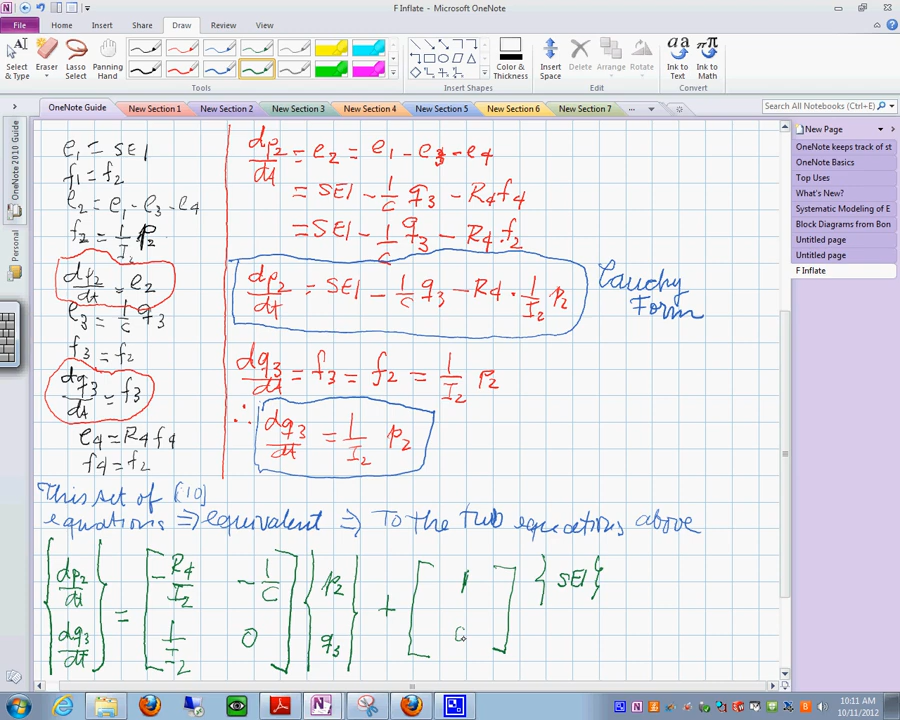 F Inflate - Microsoft OneNote
File Home Insert Share Draw Review View
Select & Type
Eraser
Lasso Select
Panning Hand
Color & Thickness
Insert Space
Delete
Arrange
Rotate
Ink to Text
Ink to Math
Tools
Insert Shapes
Edit
Convert
OneNote Guide New Section 1 New Section 2 New Section 3 New Section 4 New Section 5 New Section 6 New Section 7 ...
Search All Notebooks (Ctrl+E)
OneNote 2010 Guide
Personal
New Page
OneNote keeps track of st
OneNote Basics
Top Uses
What's New?
Systematic Modeling of E
Block Diagrams from Bon
Untitled page
Untitled page
F Inflate
e1 = SE1
f1 = f2
e2 = e1 - e3 - e4
f2 = 1/I2 p2
dp2/dt = e2
e3 = 1/C q3
f3 = f2
dq3/dt = f3
e4 = R4 f4
f4 = f2
dp2/dt = e2 = e1 - e3 - e4
= SE1 - 1/C q3 - R4 f4
= SE1 - 1/C q3 - R4 · f2
dp2/dt = SE1 - 1/C q3 - R4 · 1/I2 p2
Cauchy
Form
dq3/dt = f3 = f2 = 1/I2 p2
∴ dq3/dt = 1/I2 p2
This set of [10]
equations ⇒ equivalent ⇒ To the two equations above
{dp2/dt dq3/dt} = [-R4/I2 -1/C 1/I2 0] {p2 q3} + [1 ] {SE1}
10:11 AM
10/11/2012